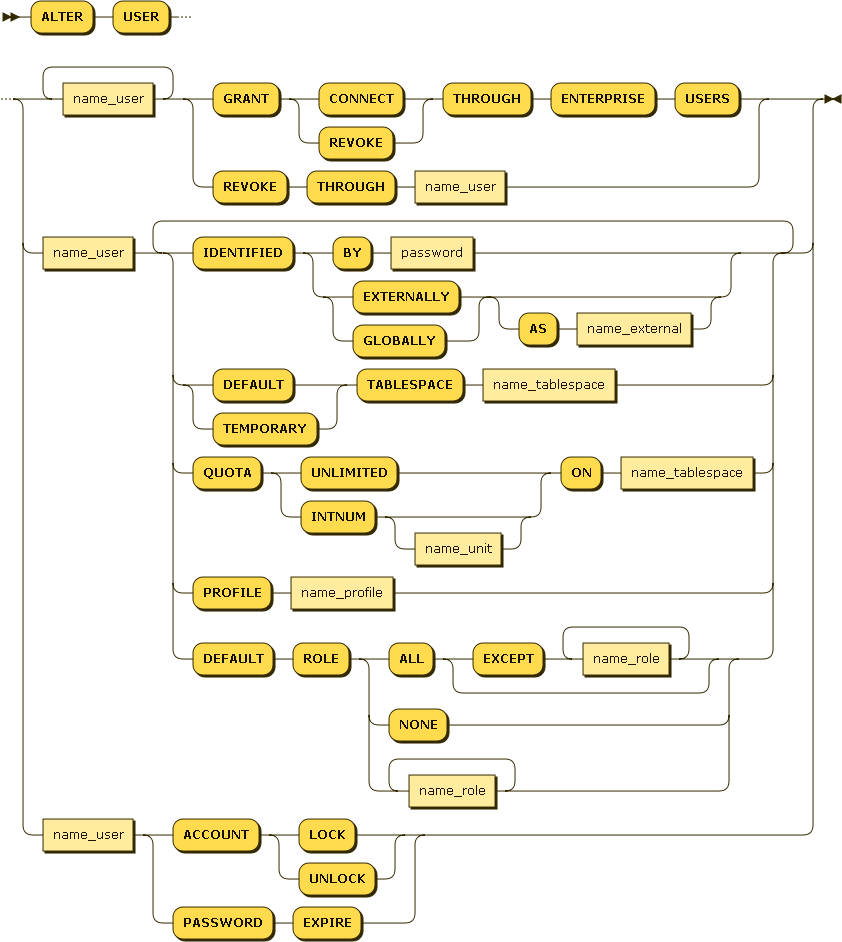 ALTER USER
name_user GRANT CONNECT THROUGH ENTERPRISE USERS
REVOKE
REVOKE THROUGH name_user
name_user IDENTIFIED BY password
EXTERNALLY
AS name_external
GLOBALLY
DEFAULT TABLESPACE name_tablespace
TEMPORARY
QUOTA UNLIMITED ON name_tablespace
INTNUM
name_unit
PROFILE name_profile
DEFAULT ROLE ALL EXCEPT name_role
NONE
name_role
name_user ACCOUNT LOCK
UNLOCK
PASSWORD EXPIRE